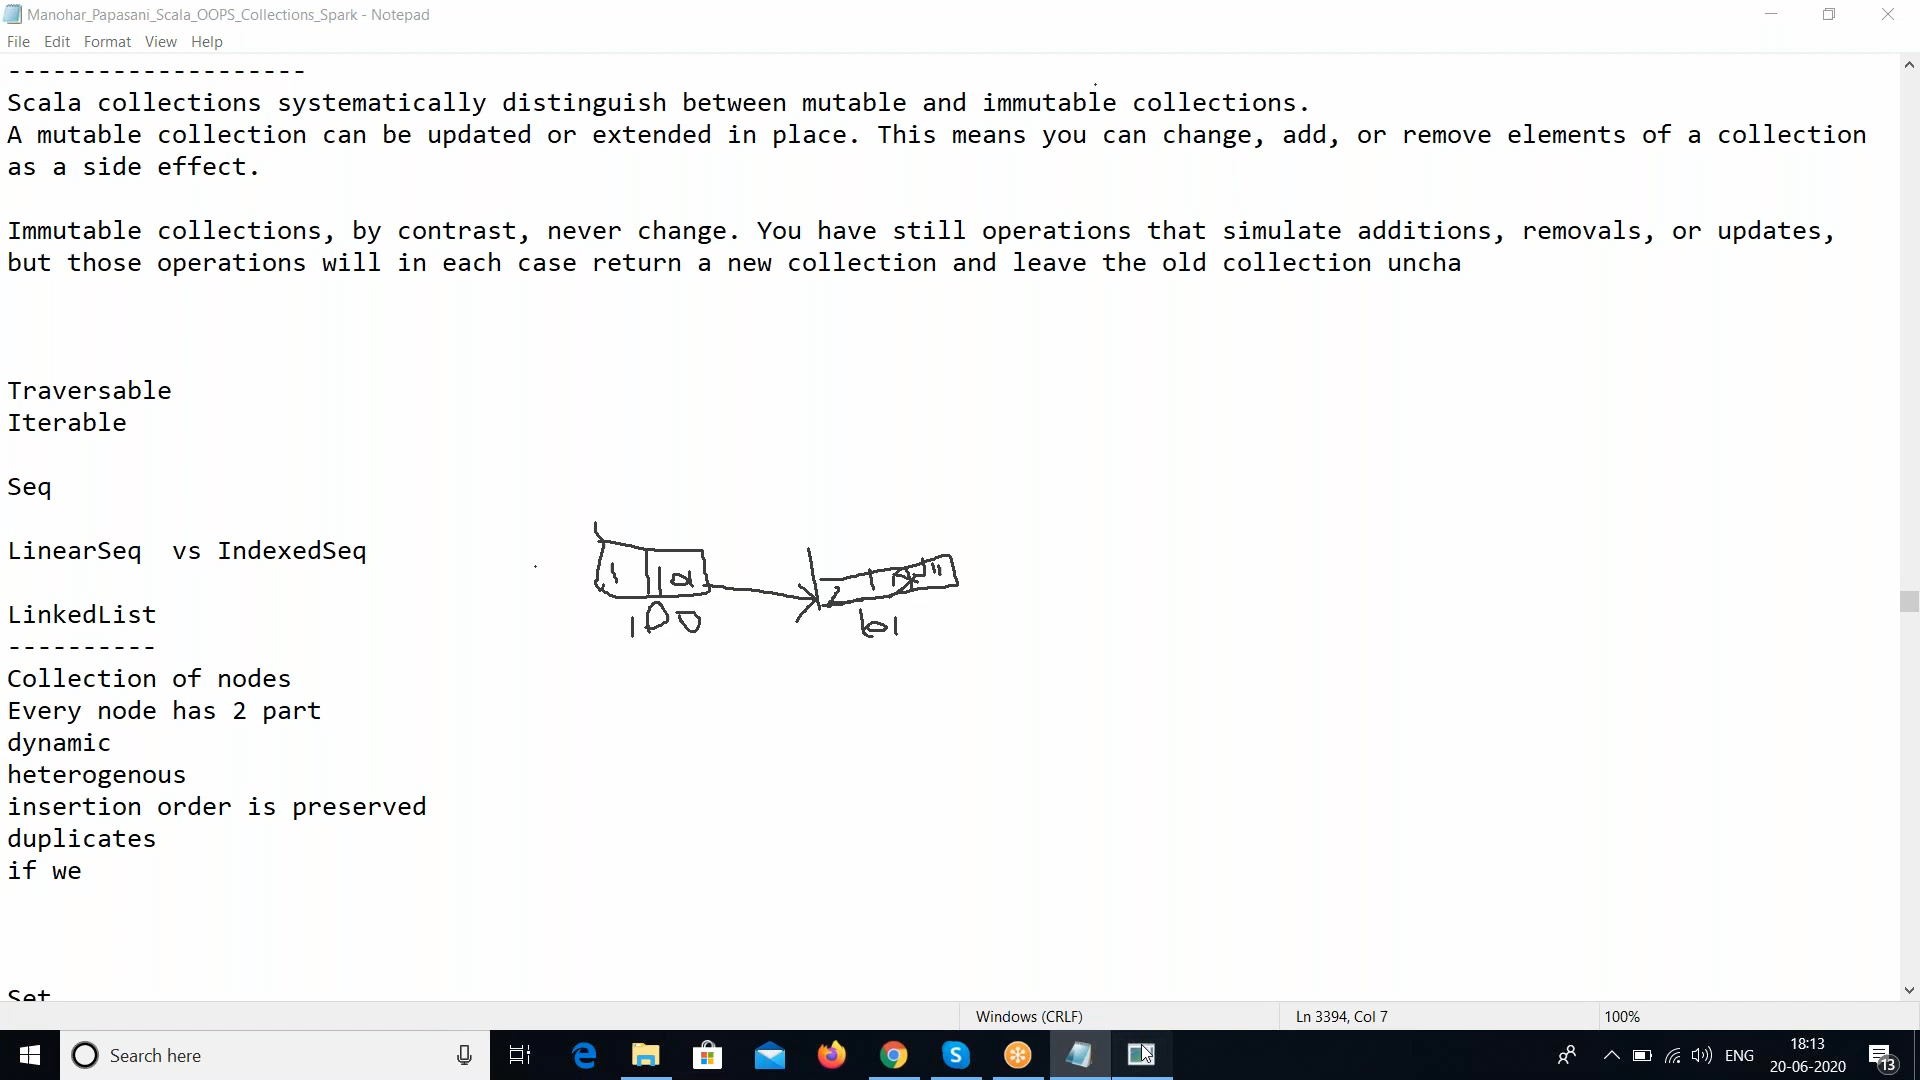 Manohar_Papasani_Scala_OOPS_Collections_Spark - Notepad
File Edit Format View Help
--------------------
Scala collections systematically distinguish between mutable and immutable collections.
A mutable collection can be updated or extended in place. This means you can change, add, or remove elements of a collection
as a side effect.
Immutable collections, by contrast, never change. You have still operations that simulate additions, removals, or updates,
but those operations will in each case return a new collection and leave the old collection uncha
Traversable
Iterable
Seq
LinearSeq  vs IndexedSeq
LinkedList
----------
Collection of nodes
Every node has 2 part
dynamic
heterogenous
insertion order is preserved
duplicates
if we
Set
1
2
100
101
Windows (CRLF)
Ln 3394, Col 7
100%
Search here
ENG
18:13
20-06-2020
13